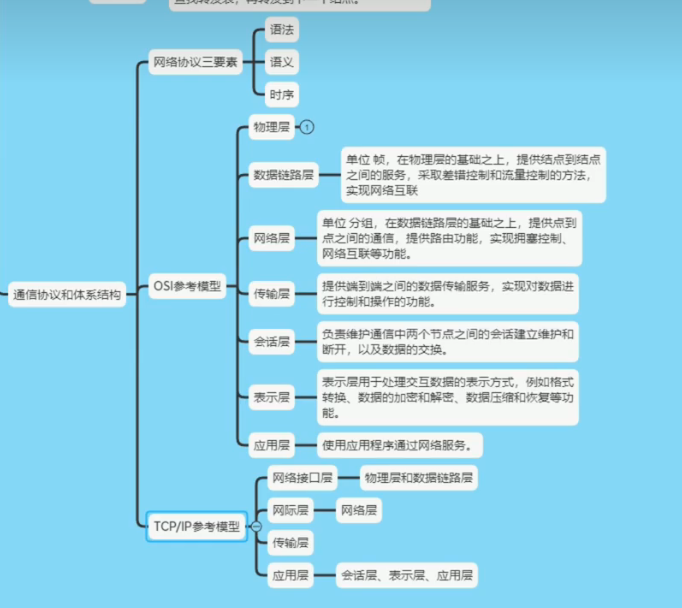 查找转发表，再转发到下一个结点。
语法
网络协议三要素
语义
时序
物理层
1
数据链路层
单位 帧，在物理层的基础之上，提供结点到结点
之间的服务，采取差错控制和流量控制的方法，
实现网络互联
网络层
单位 分组，在数据链路层的基础之上，提供点到
点之间的通信，提供路由功能，实现拥塞控制、
网络互联等功能。
通信协议和体系结构
OSI参考模型
传输层
提供端到端之间的数据传输服务，实现对数据进
行控制和操作的功能。
会话层
负责维护通信中两个节点之间的会话建立维护和
断开，以及数据的交换。
表示层
表示层用于处理交互数据的表示方式，例如格式
转换、数据的加密和解密、数据压缩和恢复等功
能。
应用层
使用应用程序通过网络服务。
网络接口层
物理层和数据链路层
TCP/IP参考模型
网际层
网络层
传输层
应用层
会话层、表示层、应用层